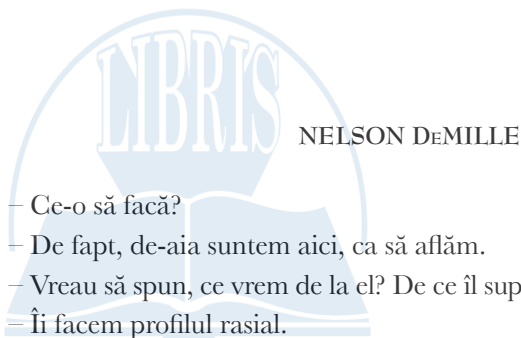 LIBRIS
NELSON DEMILLE
– Ce-o să facă?
– De fapt, de-aia suntem aici, ca să aflăm.
– Vreau să spun, ce vrem de la el? De ce îl sup
– Îi facem profilul rasial.